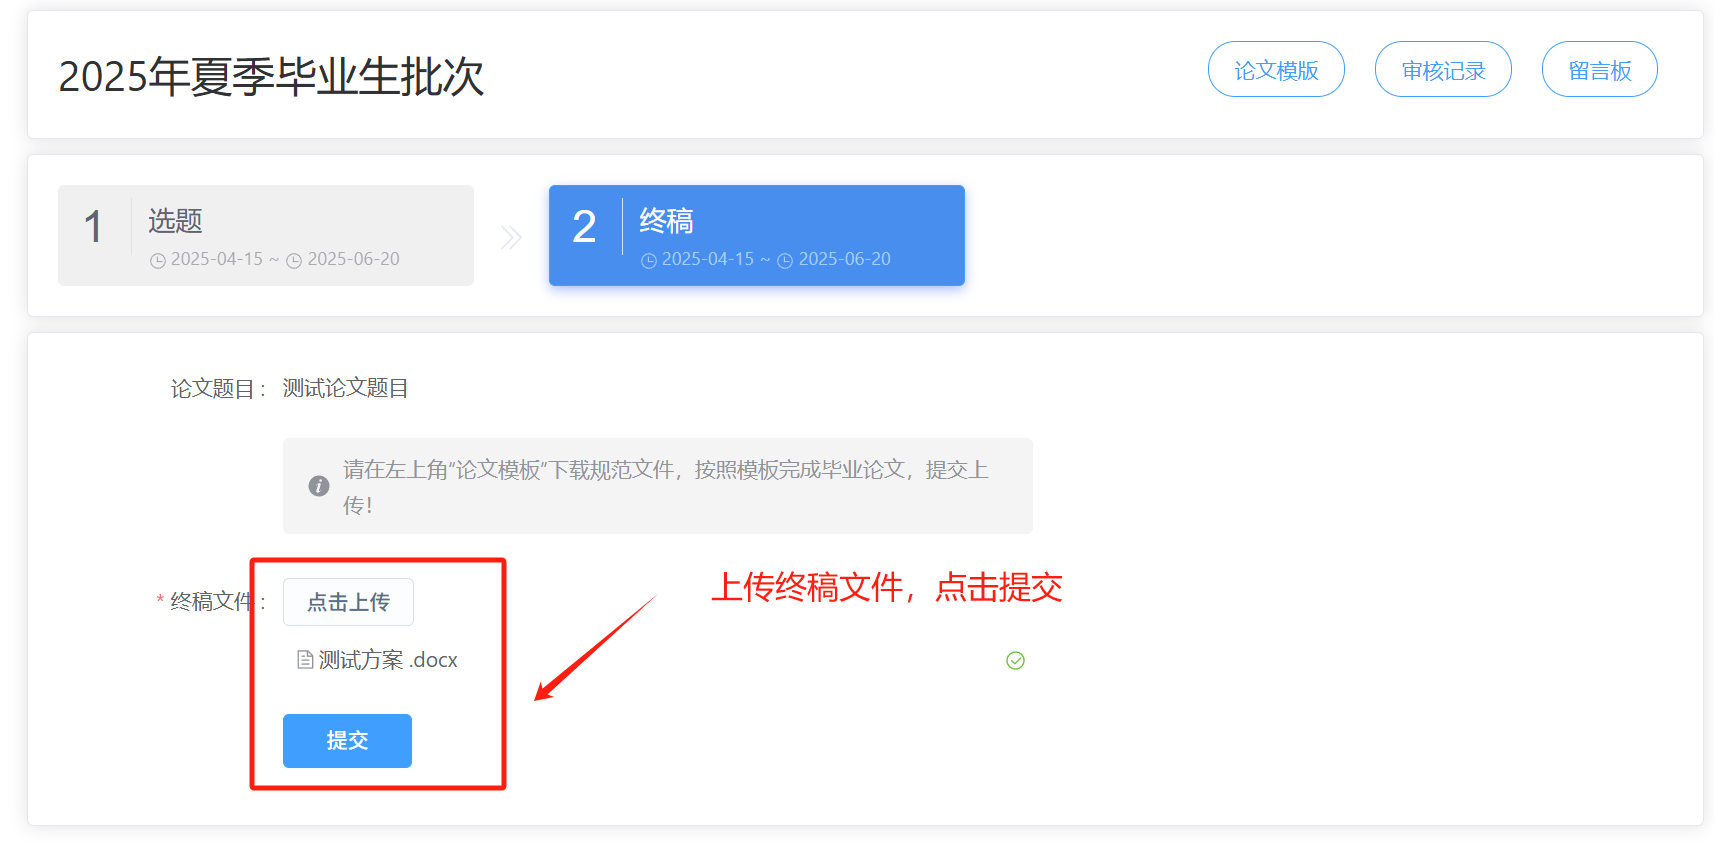 2025年夏季毕业生批次
论文模版
审核记录
留言板
1
选题
2025-04-15 ~ 2025-06-20
2
终稿
2025-04-15 ~ 2025-06-20
论文题目：
测试论文题目
请在左上角“论文模板”下载规范文件，按照模板完成毕业论文，提交上
传！
* 终稿文件：
点击上传
上传终稿文件，点击提交
测试方案 .docx
提交